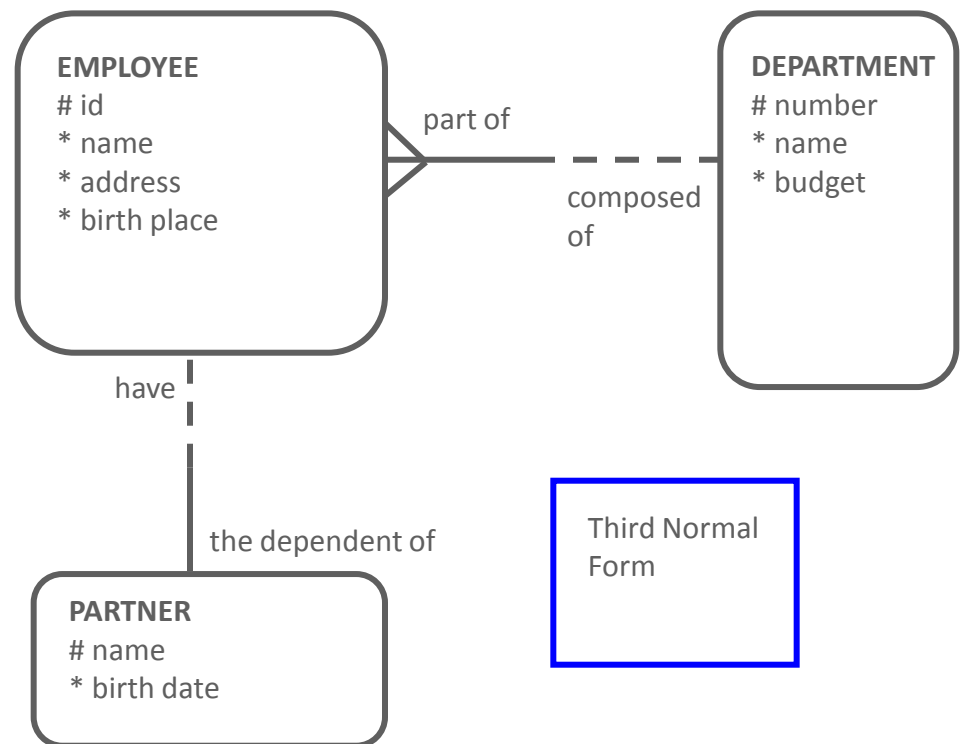 EMPLOYEE
# id
* name
* address
* birth place
part of
composed
of
DEPARTMENT
# number
* name
* budget
have
the dependent of
PARTNER
# name
* birth date
Third Normal
Form